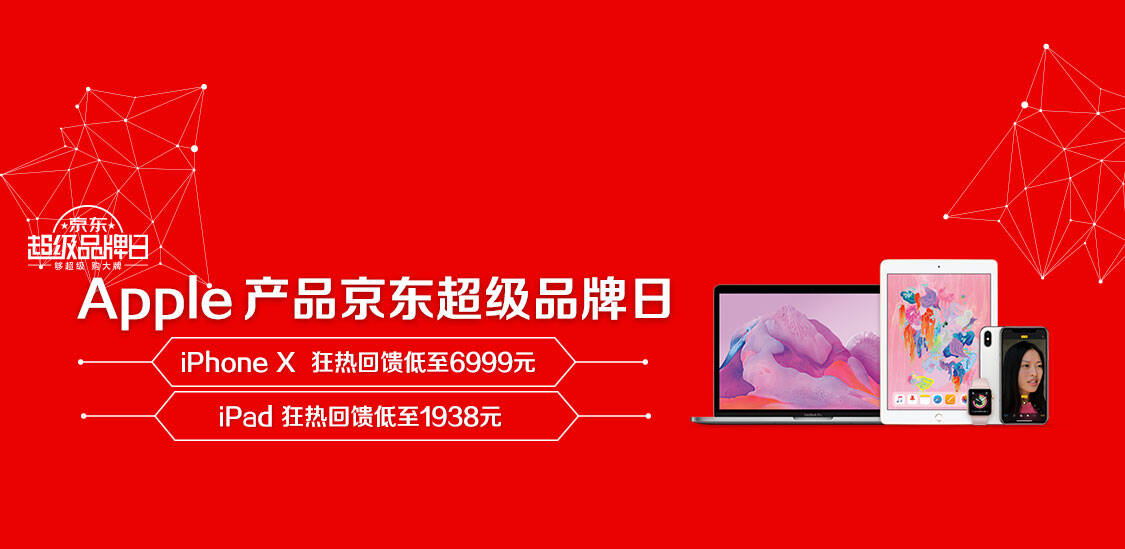 京东
超级品牌日
够超级 购大牌
Apple 产品京东超级品牌日
iPhone X 狂热回馈低至6999元
iPad 狂热回馈低至1938元